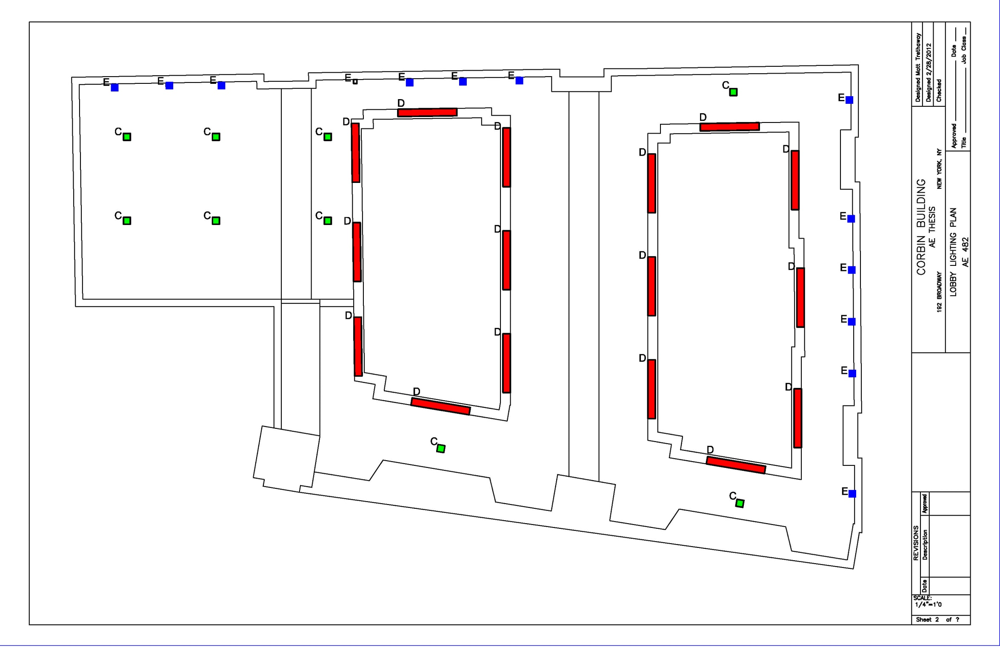 E
E
E
E
E
E
E
C
E
D
D
D
D
D
D
C
C
C
E
C
C
C
D
D
D
D
E
E
D
D
D
E
D
D
E
D
D
C
D
E
C
Designed Matt Trethaway
Designed 2/28/2012
Checked
Approved
Date
Title
Job Class
CORBIN BUILDING
AE THESIS
192 BROADWAY
NEW YORK, NY
LOBBY LIGHTING PLAN
AE 482
REVISIONS
Date
Description
Approved
SCALE:
1/4"=1'0
Sheet 2 of ?